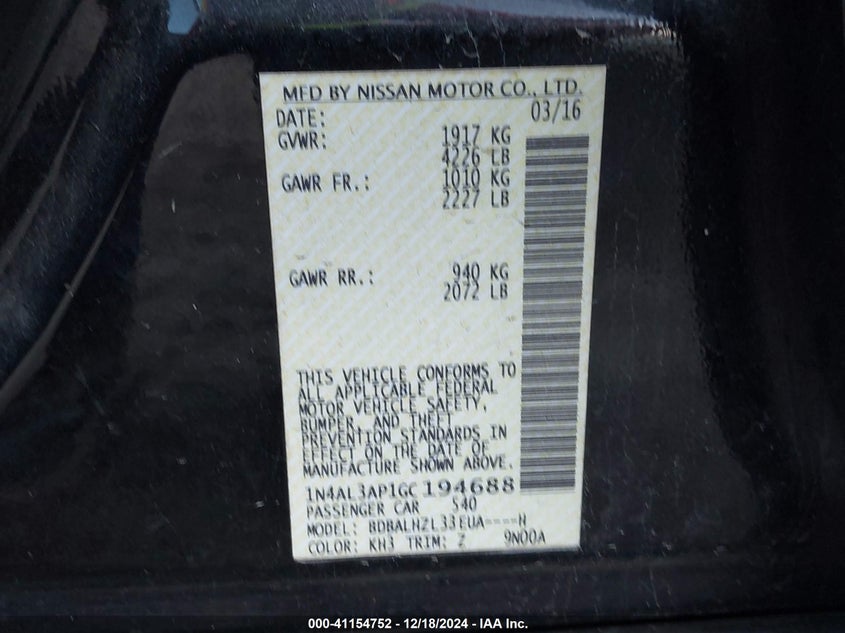 MFD BY NISSAN MOTOR CO., LTD.
DATE: 03/16
GVWR: 1917 KG
4226 LB
GAWR FR.: 1010 KG
2227 LB
GAWR RR.: 940 KG
2072 LB
THIS VEHICLE CONFORMS TO
ALL APPLICABLE FEDERAL
MOTOR VEHICLE SAFETY,
BUMPER, AND THEFT
PREVENTION STANDARDS IN
EFFECT ON THE DATE OF
MANUFACTURE SHOWN ABOVE.
1N4AL3AP1GC194688
PASSENGER CAR 540
MODEL: BDBALHZL33EUA----H
COLOR: KH3 TRIM: Z 9N00A
000-41154752 - 12/18/2024 - IAA Inc.